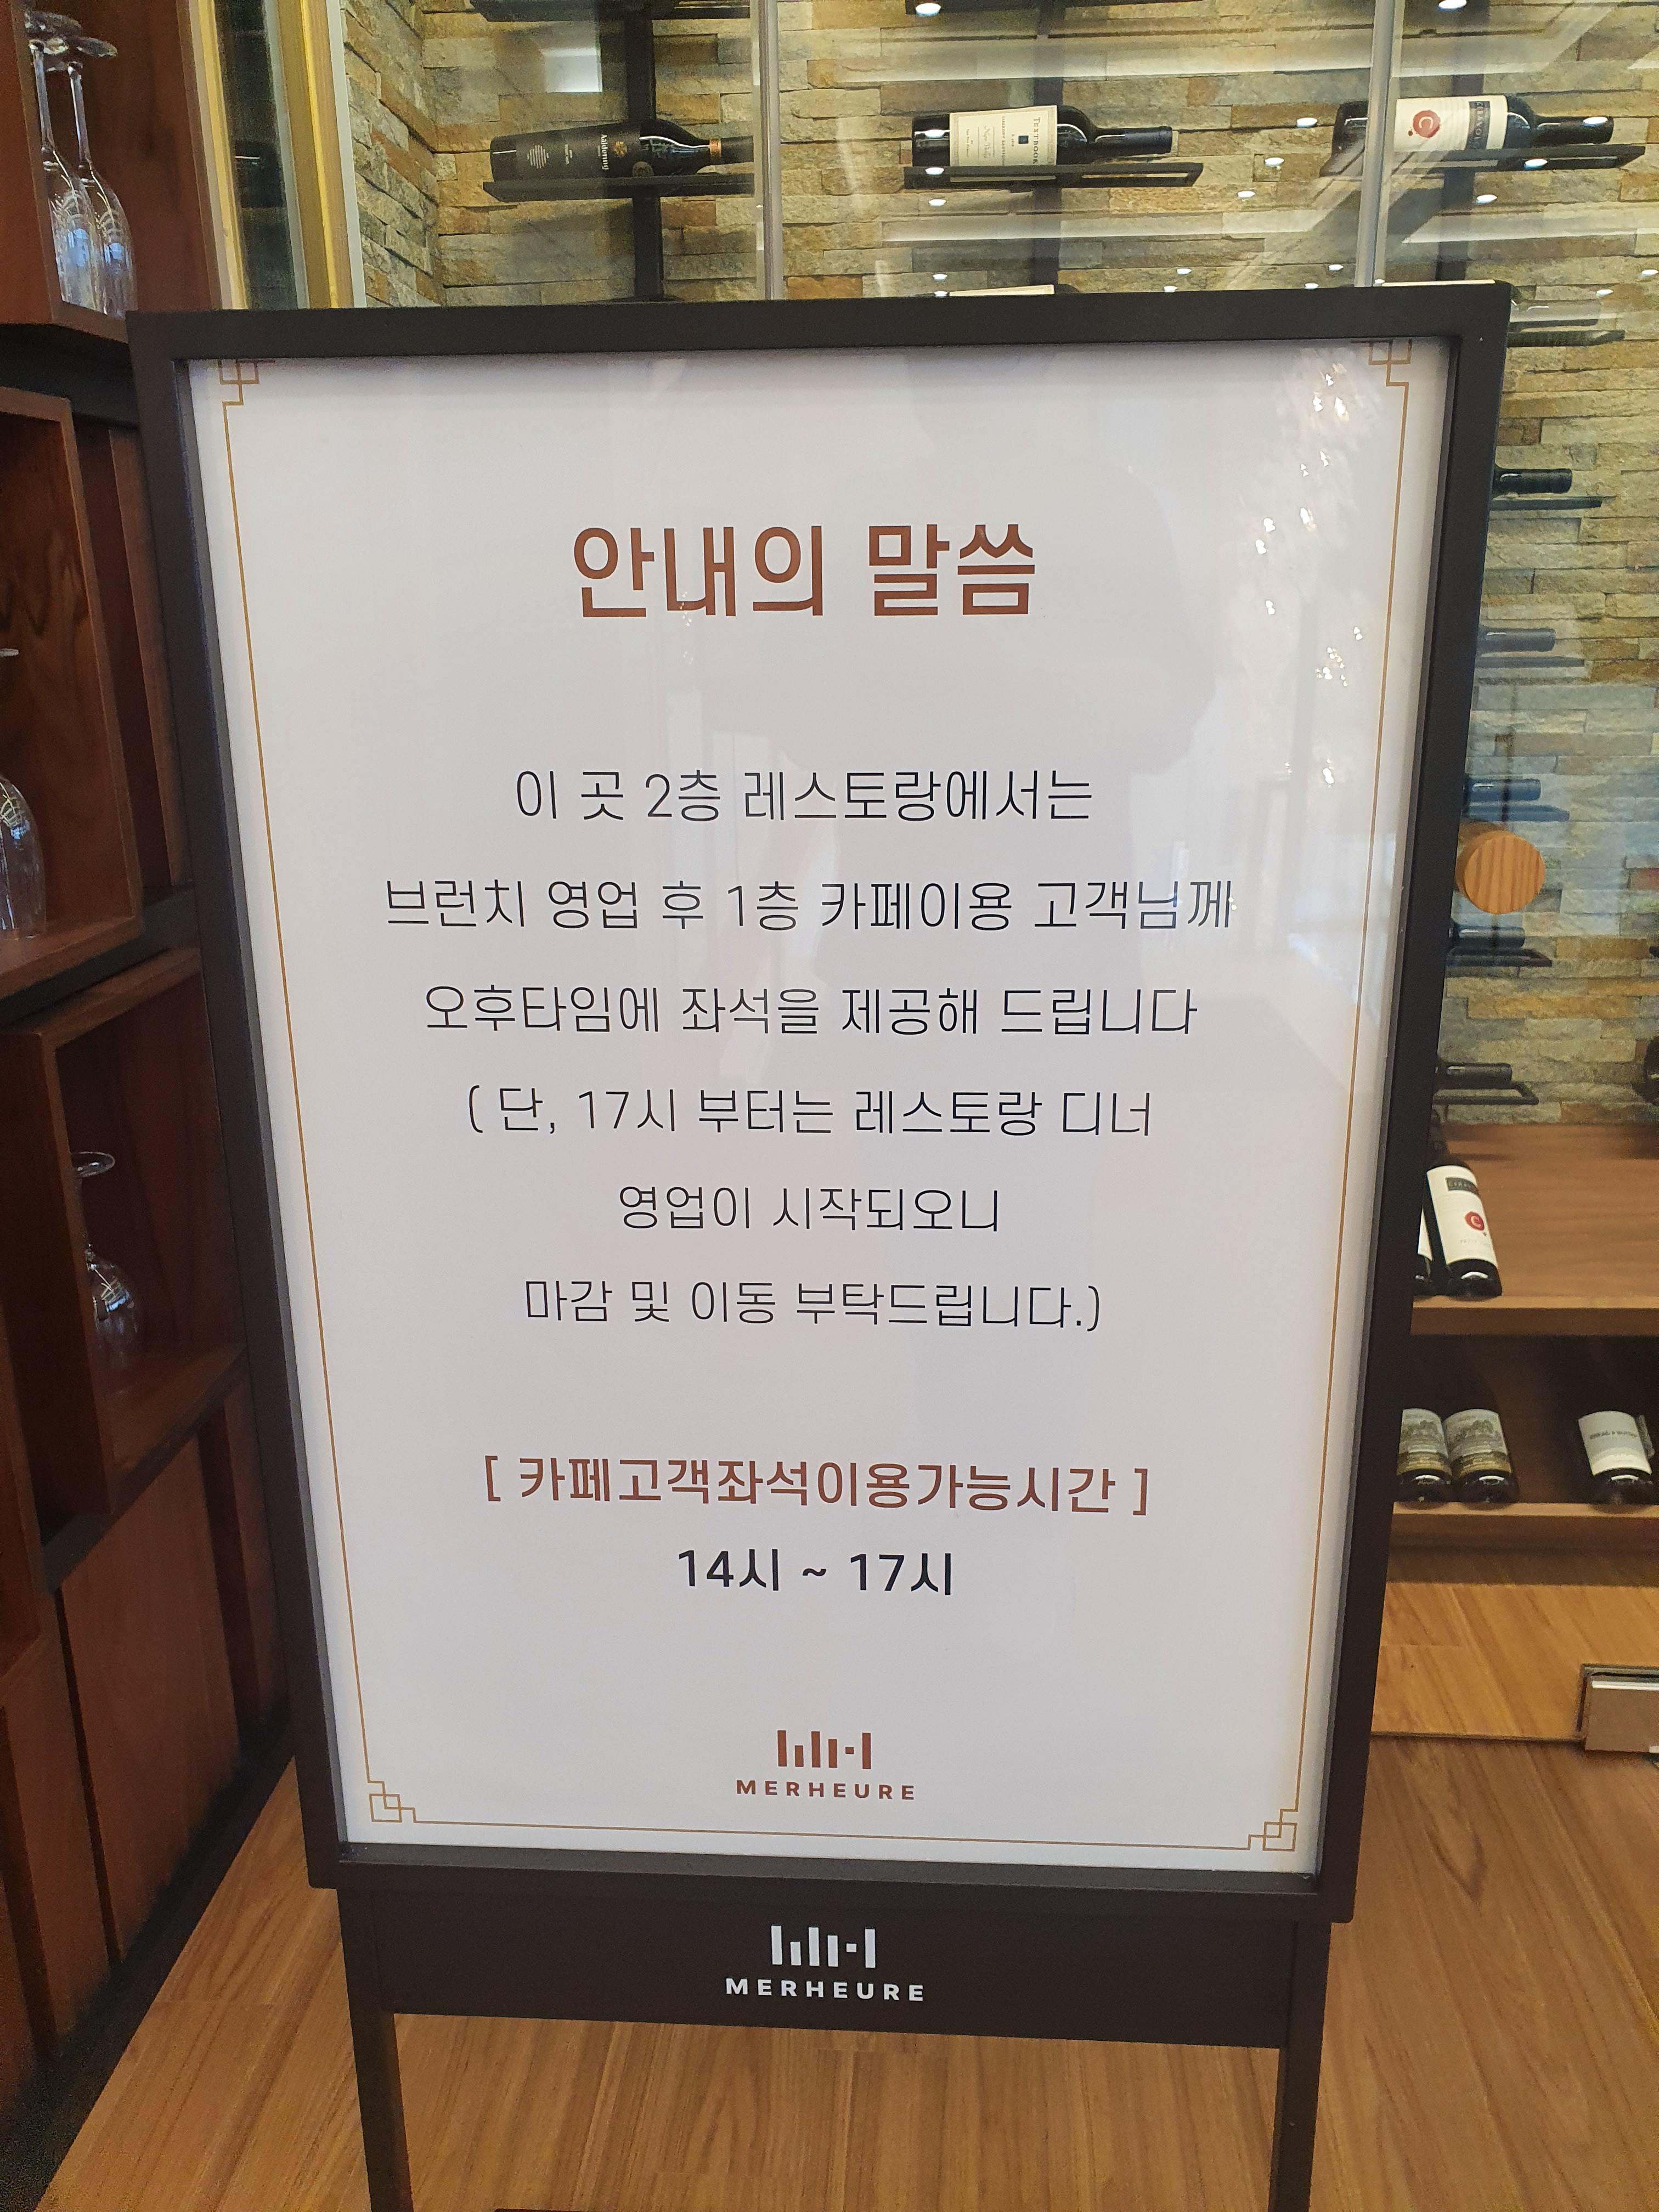 TEXTBOOK
안내의 말씀
이 곳 2층 레스토랑에서는
브런치 영업 후 1층 카페이용 고객님께
오후타임에 좌석을 제공해 드립니다
( 단, 17시 부터는 레스토랑 디너
영업이 시작되오니
마감 및 이동 부탁드립니다.)
[ 카페고객좌석이용가능시간 ]
14시 ~ 17시
MERHEURE
MERHEURE